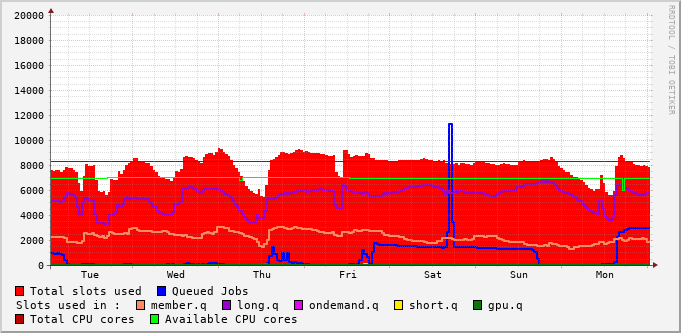 RRDTOOL / TOBI OETIKER
20000
18000
16000
14000
12000
10000
8000
6000
4000
2000
0
Tue Wed Thu Fri Sat Sun Mon
Total slots used Queued Jobs
Slots used in : member.q long.q ondemand.q short.q gpu.q
Total CPU cores Available CPU cores